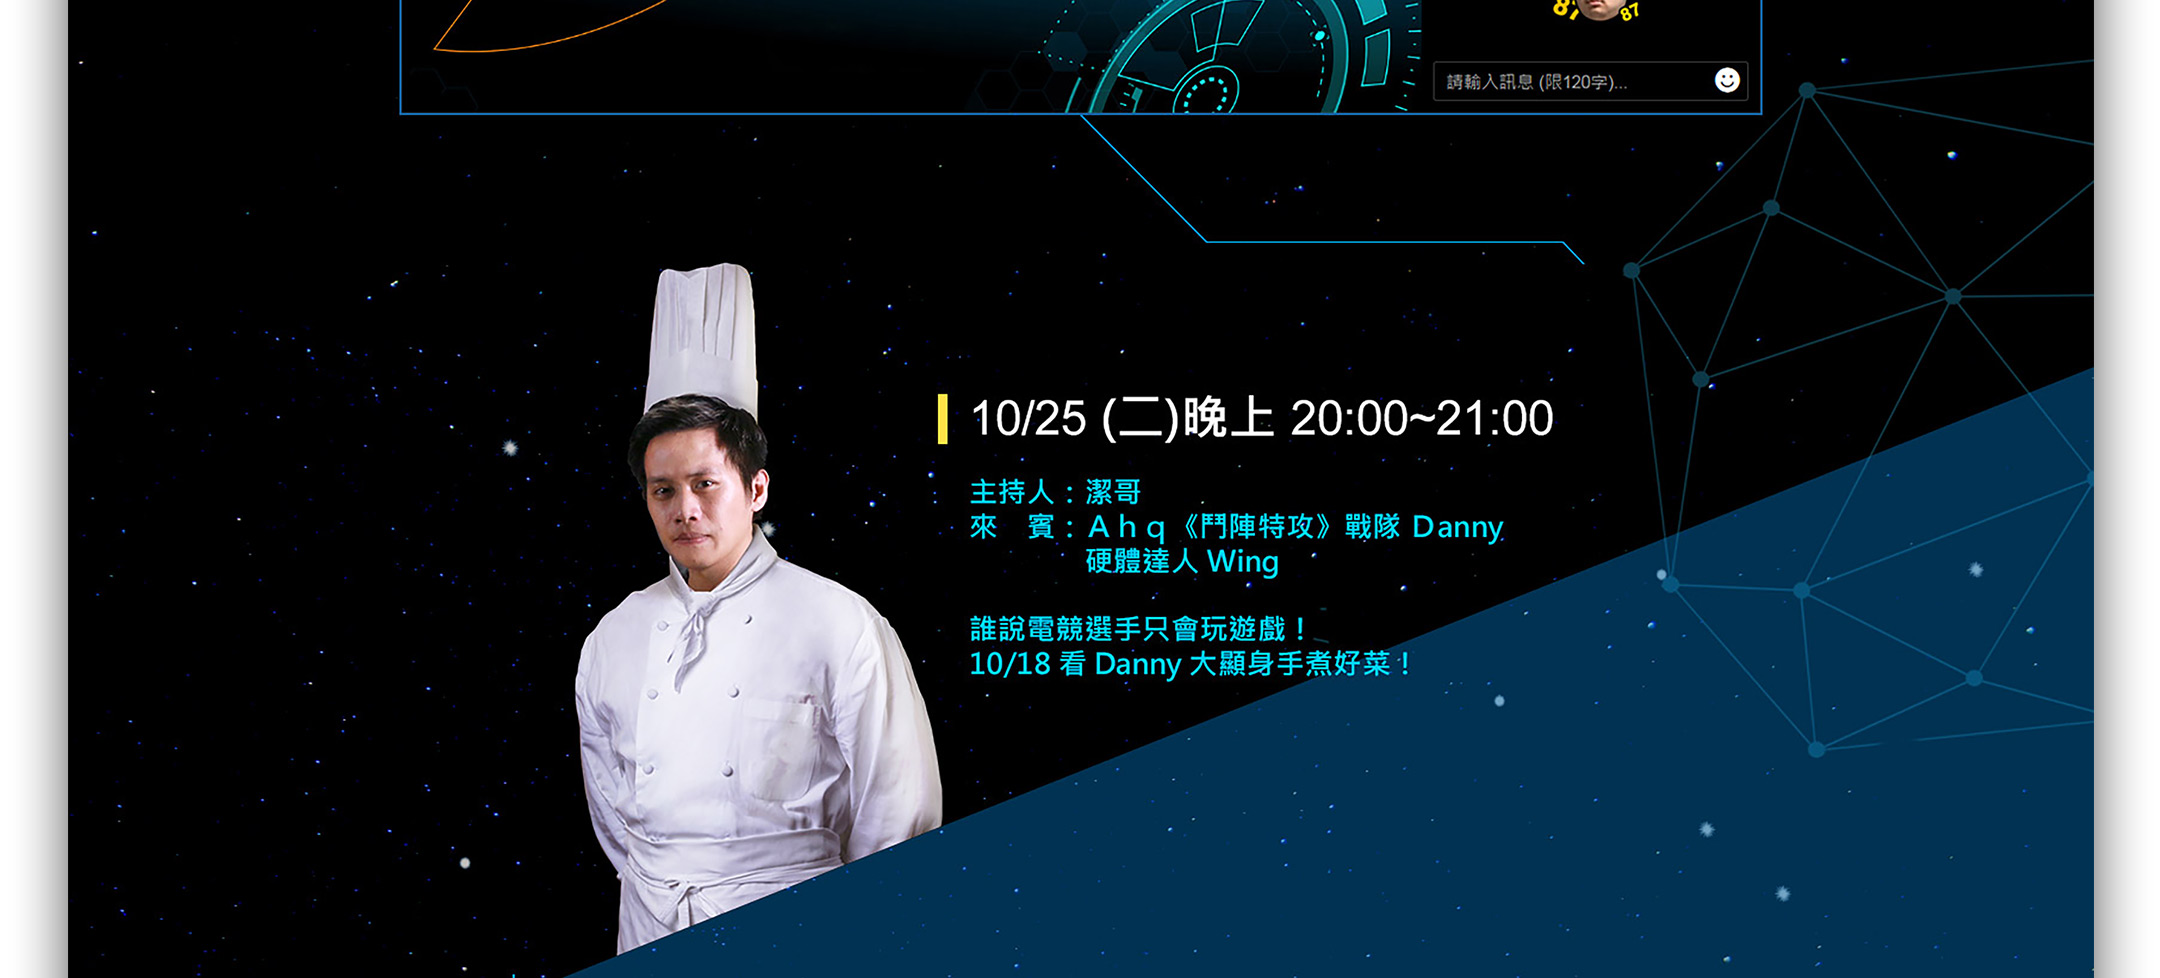 87
87
請輸入訊息 (限120字)...
10/25 (二)晚上 20:00~21:00
主持人：潔哥
來　賓：Ａｈｑ《鬥陣特攻》戰隊 Danny
硬體達人 Wing
誰說電競選手只會玩遊戲！
10/18 看 Danny 大顯身手煮好菜！